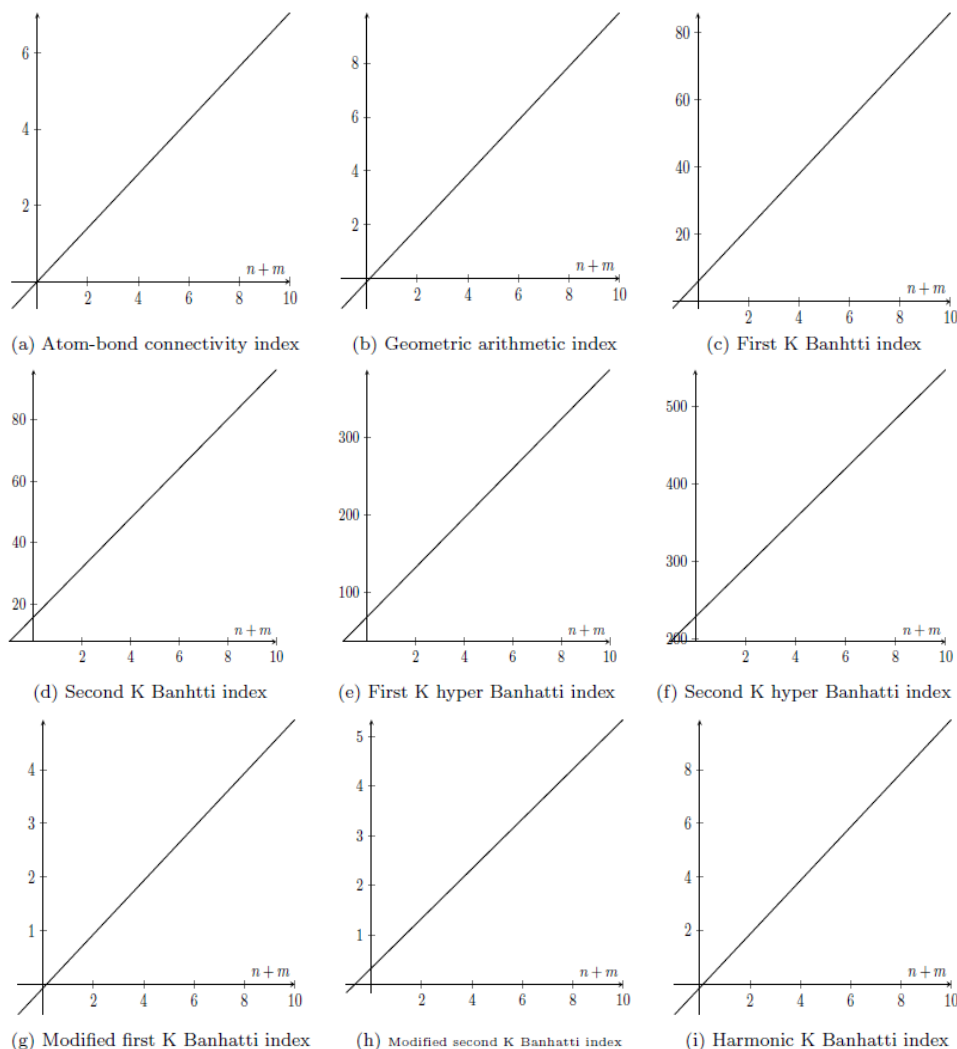 6
4
2
n + m
2 4 6 8 10
(a) Atom-bond connectivity index
8
6
4
2
n + m
2 4 6 8 10
(b) Geometric arithmetic index
80
60
40
20
n + m
2 4 6 8 10
(c) First K Banhtti index
80
60
40
20
n + m
2 4 6 8 10
(d) Second K Banhtti index
300
200
100
n + m
2 4 6 8 10
(e) First K hyper Banhatti index
500
400
300
200
n + m
2 4 6 8 10
(f) Second K hyper Banhatti index
4
3
2
1
n + m
2 4 6 8 10
(g) Modified first K Banhatti index
5
4
3
2
1
n + m
2 4 6 8 10
(h) Modified second K Banhatti index
8
6
4
2
n + m
2 4 6 8 10
(i) Harmonic K Banhatti index